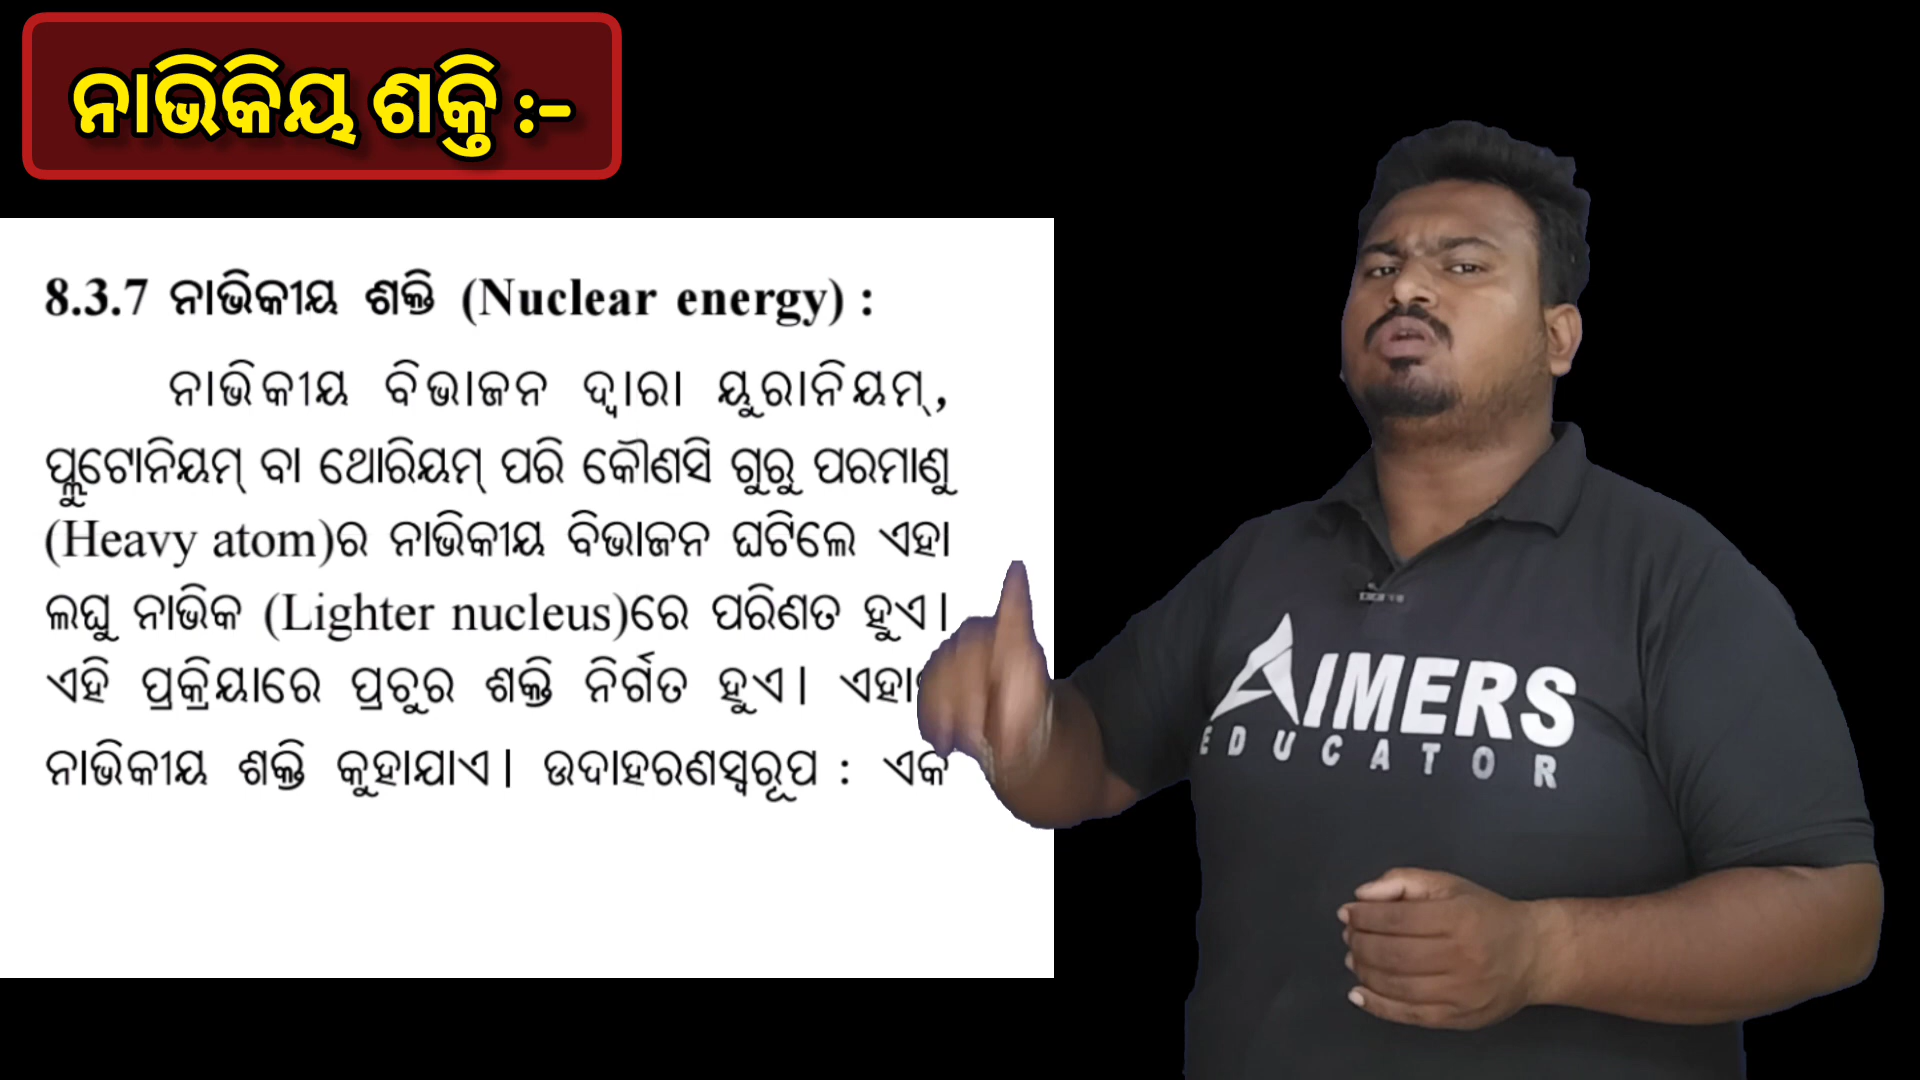 ନାଭିକିୟ ଶକ୍ତି :-
8.3.7 ନାଭିକୀୟ ଶକ୍ତି (Nuclear energy) :
ନାଭିକୀୟ ବିଭାଜନ ଦ୍ୱାରା ୟୁରାନିୟମ୍,
ପ୍ଲୁଟୋନିୟମ୍ ବା ଥୋରିୟମ୍ ପରି କୌଣସି ଗୁରୁ ପରମାଣୁ
(Heavy atom)ର ନାଭିକୀୟ ବିଭାଜନ ଘଟିଲେ ଏହା
ଲଘୁ ନାଭିକ (Lighter nucleus)ରେ ପରିଣତ ହୁଏ।
ଏହି ପ୍ରକ୍ରିୟାରେ ପ୍ରଚୁର ଶକ୍ତି ନିର୍ଗତ ହୁଏ।
ନାଭିକୀୟ ଶକ୍ତି କୁହାଯାଏ। ଉଦାହରଣସ୍ୱରୂପ : ଏକ
AIMERS
EDUCATOR